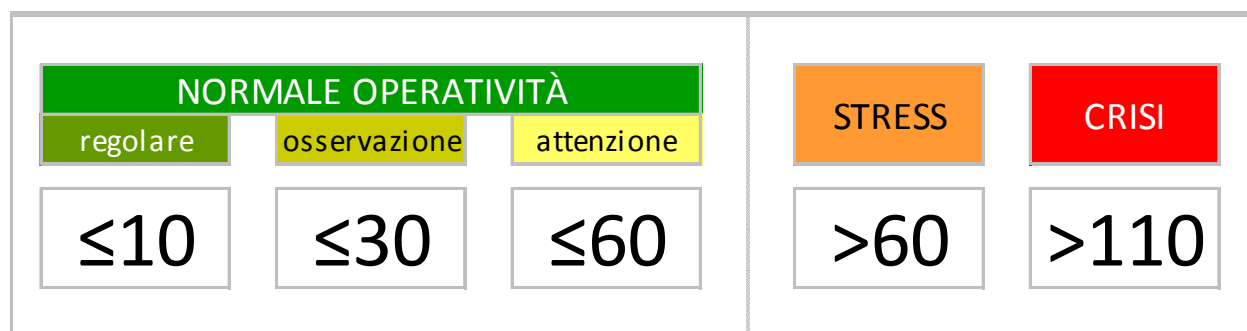 NORMALE OPERATIVITÀ
regolare osservazione attenzione
STRESS CRISI
≤10 ≤30 ≤60 >60 >110